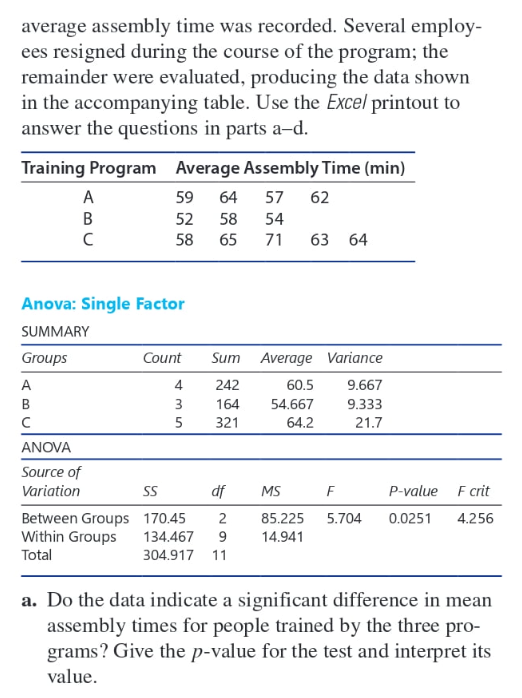 average assembly time was recorded. Several employ-
ees resigned during the course of the program; the
remainder were evaluated, producing the data shown
in the accompanying table. Use the Excel printout to
answer the questions in parts a–d.
Training Program Average Assembly Time (min)
A 59 64 57 62
B 52 58 54
C 58 65 71 63 64
Anova: Single Factor
SUMMARY
Groups Count Sum Average Variance
A 4 242 60.5 9.667
B 3 164 54.667 9.333
C 5 321 64.2 21.7
ANOVA
Source of
Variation SS df MS F P-value F crit
Between Groups 170.45 2 85.225 5.704 0.0251 4.256
Within Groups 134.467 9 14.941
Total 304.917 11
a. Do the data indicate a significant difference in mean
assembly times for people trained by the three pro-
grams? Give the p-value for the test and interpret its
value.